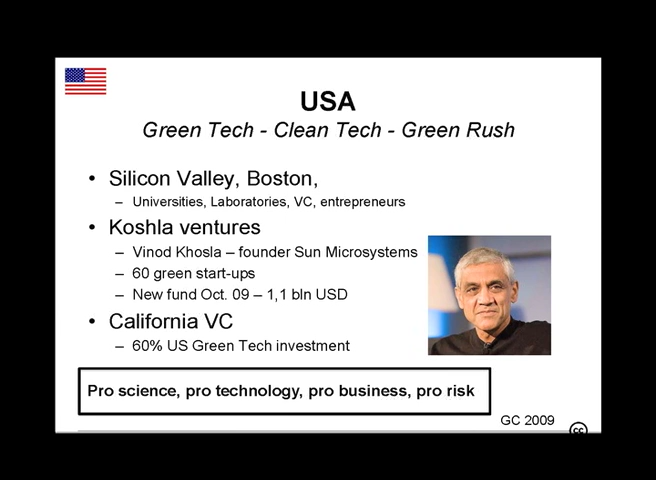 USA
Green Tech - Clean Tech - Green Rush
• Silicon Valley, Boston,
– Universities, Laboratories, VC, entrepreneurs
• Koshla ventures
– Vinod Khosla – founder Sun Microsystems
– 60 green start-ups
– New fund Oct. 09 – 1,1 bln USD
• California VC
– 60% US Green Tech investment
Pro science, pro technology, pro business, pro risk
GC 2009
cc